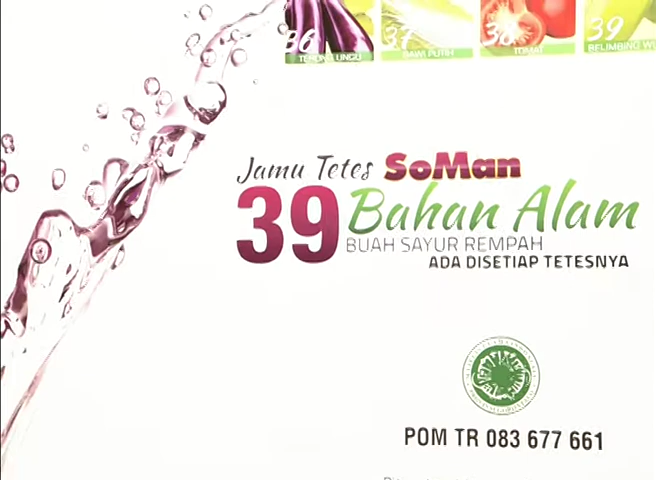 36 37 38 39
TERONG UNGU SAWI PUTIH TOMAT BELIMBING
Jamu Tetes SoMan
39 Bahan Alam
BUAH SAYUR REMPAH
ADA DISETIAP TETESNYA
POM TR 083 677 661